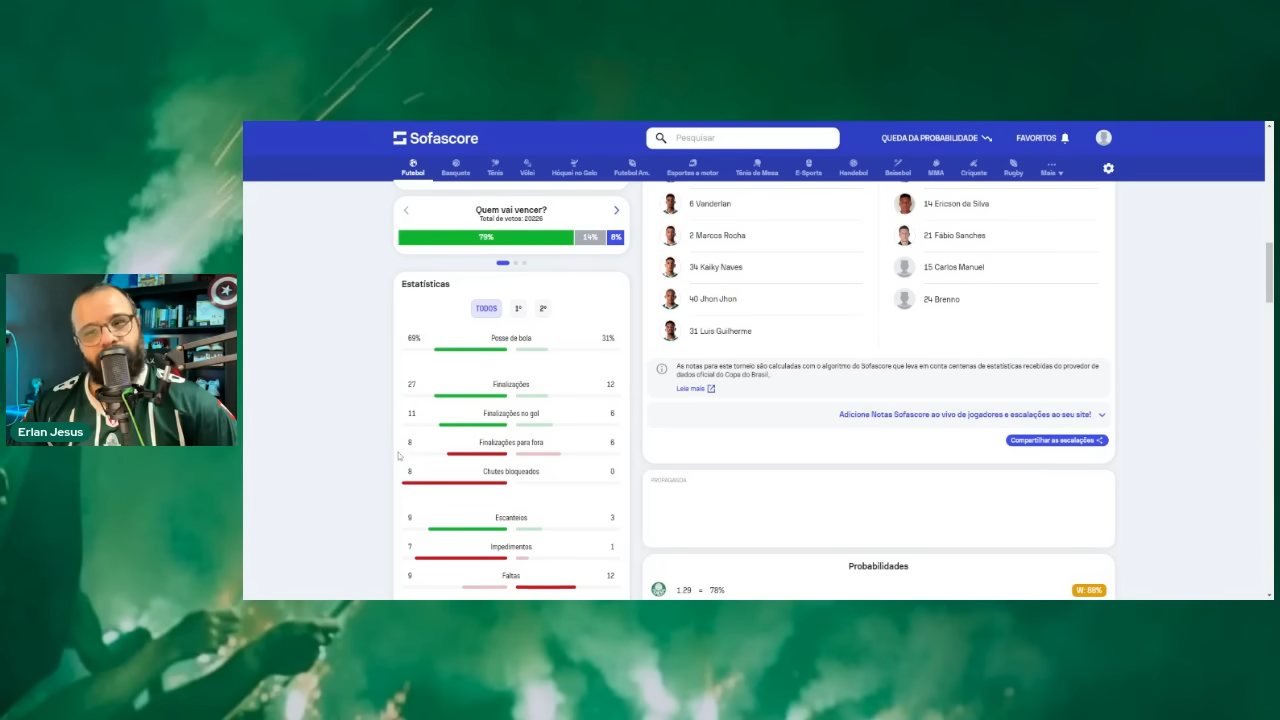 Sofascore
Pesquisar
QUEDA DA PROBABILIDADE
FAVORITOS
Futebol
Basquete
Tênis
Vôlei
Hóquei no Gelo
Futebol Am.
Esportes a motor
Tênis de Mesa
E-Sports
Handebol
Beisebol
MMA
Críquete
Rugby
Mais
Quem vai vencer?
Total de votos: 20226
79%
14%
8%
Estatísticas
TODOS
1º
2º
69% Posse de bola 31%
27 Finalizações 12
11 Finalizações no gol 6
8 Finalizações para fora 6
8 Chutes bloqueados 0
9 Escanteios 3
7 Impedimentos 1
9 Faltas 12
6 Vanderlan
2 Marcos Rocha
34 Kaiky Naves
40 Jhon Jhon
31 Luis Guilherme
14 Ericson da Silva
21 Fábio Sanches
15 Carlos Manuel
24 Brenno
As notas para este torneio são calculadas com o algoritmo do Sofascore que leva em conta centenas de estatísticas recebidas do provedor de
dados oficial do Copa do Brasil.
Leia mais
Adicione Notas Sofascore ao vivo de jogadores e escalações ao seu site!
Compartilhar as escalações
PROPAGANDA
Probabilidades
1.29 = 78%
W: 88%
Erlan Jesus